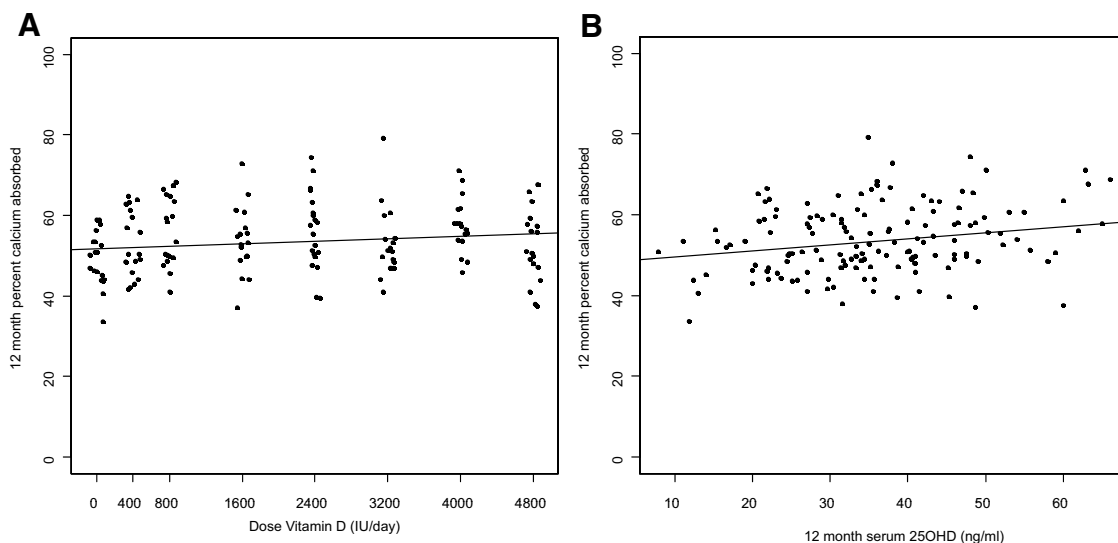 A
100
80
60
40
20
0
12 month percent calcium absorbed
0 400 800 1600 2400 3200 4000 4800
Dose Vitamin D (IU/day)
B
100
80
60
40
20
0
12 month percent calcium absorbed
10 20 30 40 50 60
12 month serum 25OHD (ng/ml)